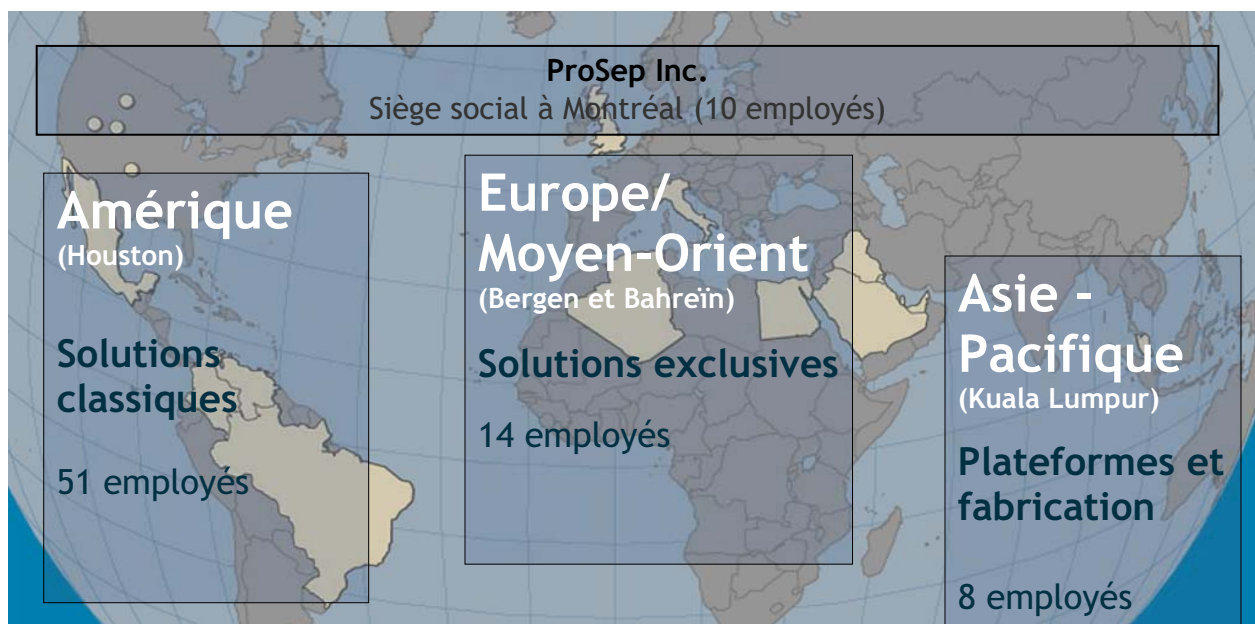 ProSep Inc.
Siège social à Montréal (10 employés)
Amérique
(Houston)
Solutions
classiques
51 employés
Europe/
Moyen-Orient
(Bergen et Bahreïn)
Solutions exclusives
14 employés
Asie -
Pacifique
(Kuala Lumpur)
Plateformes et
fabrication
8 employés